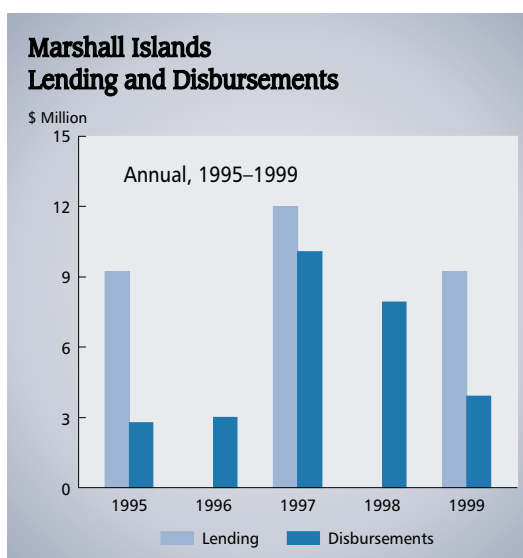 Marshall Islands
Lending and Disbursements
$ Million
15
Annual, 1995–1999
12
9
6
3
0
1995 1996 1997 1998 1999
Lending Disbursements